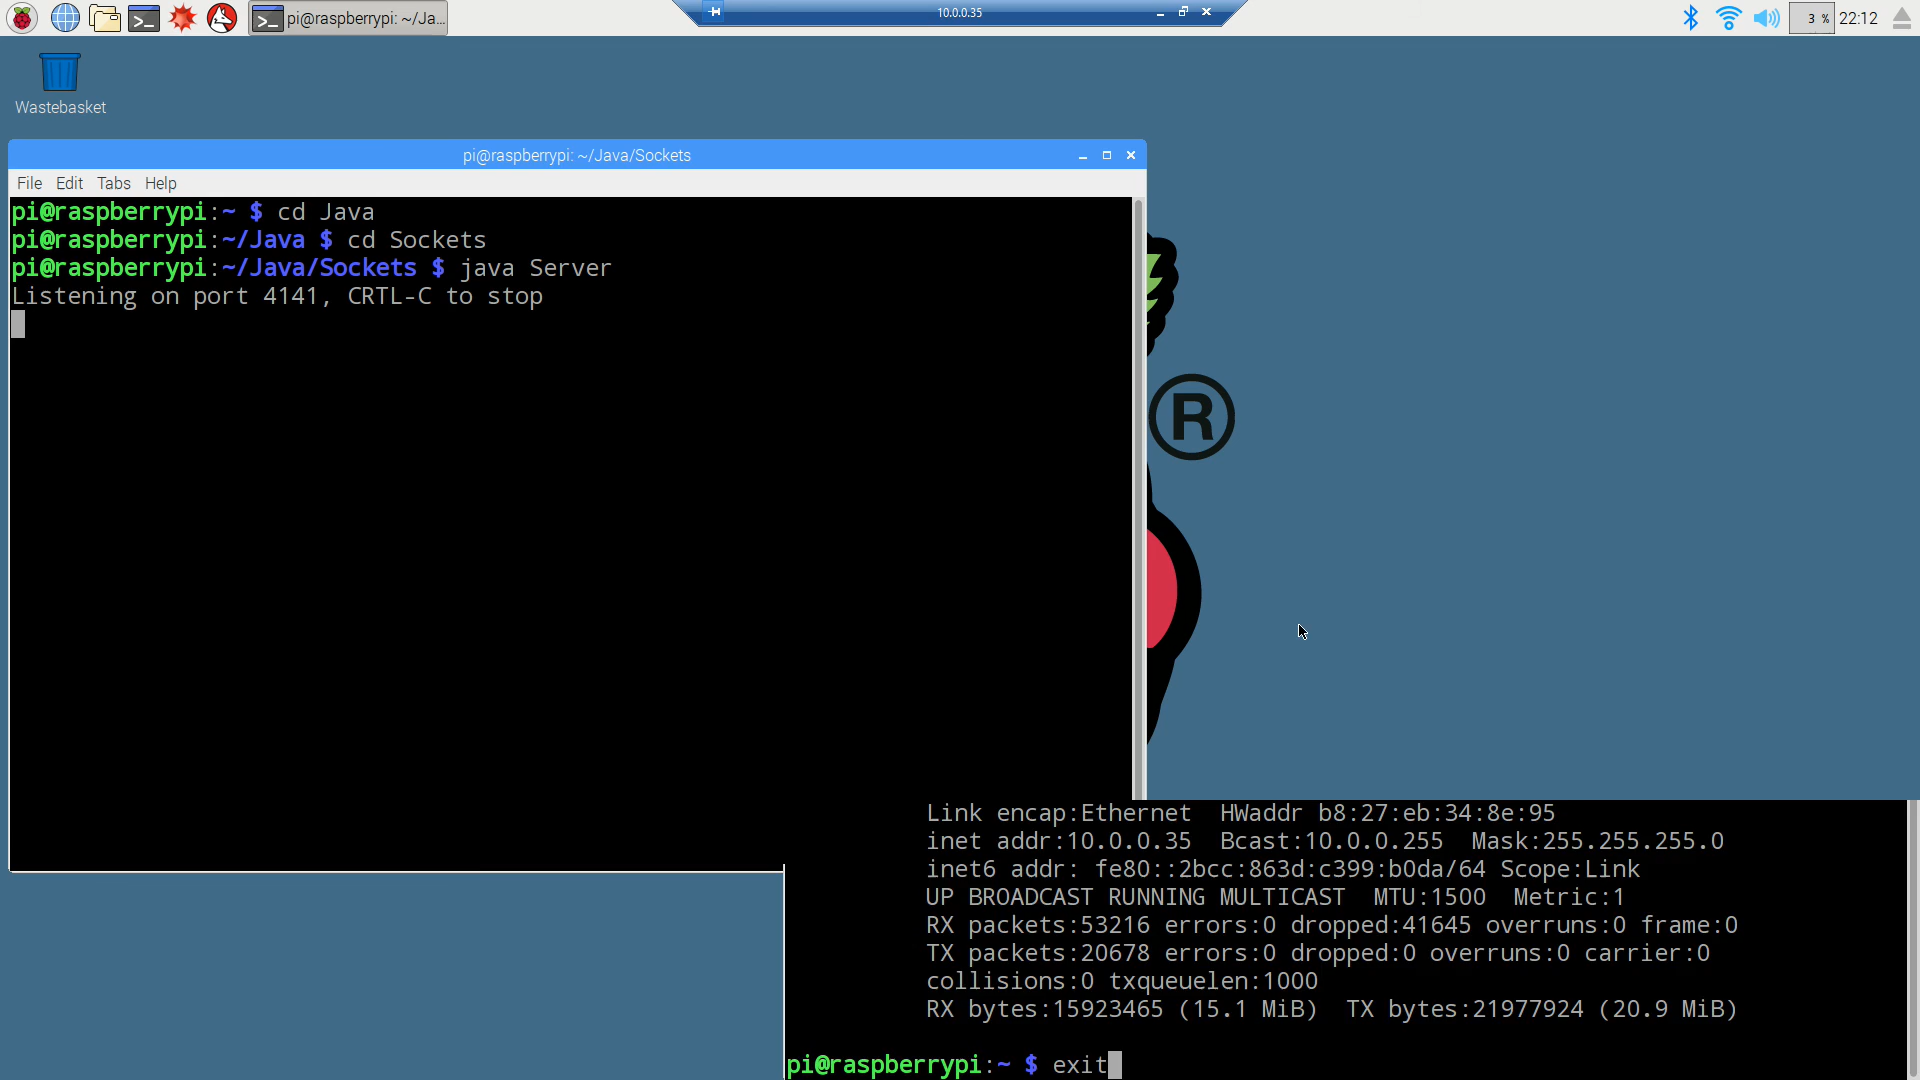 pi@raspberrypi: ~/Ja...
10.0.0.35
3 %
22:12
Wastebasket
pi@raspberrypi: ~/Java/Sockets
File Edit Tabs Help
pi@raspberrypi:~ $ cd Java
pi@raspberrypi:~/Java $ cd Sockets
pi@raspberrypi:~/Java/Sockets $ java Server
Listening on port 4141, CRTL-C to stop
®
Link encap:Ethernet  HWaddr b8:27:eb:34:8e:95
inet addr:10.0.0.35  Bcast:10.0.0.255  Mask:255.255.255.0
inet6 addr: fe80::2bcc:863d:c399:b0da/64 Scope:Link
UP BROADCAST RUNNING MULTICAST  MTU:1500  Metric:1
RX packets:53216 errors:0 dropped:41645 overruns:0 frame:0
TX packets:20678 errors:0 dropped:0 overruns:0 carrier:0
collisions:0 txqueuelen:1000
RX bytes:15923465 (15.1 MiB)  TX bytes:21977924 (20.9 MiB)
pi@raspberrypi:~ $ exit